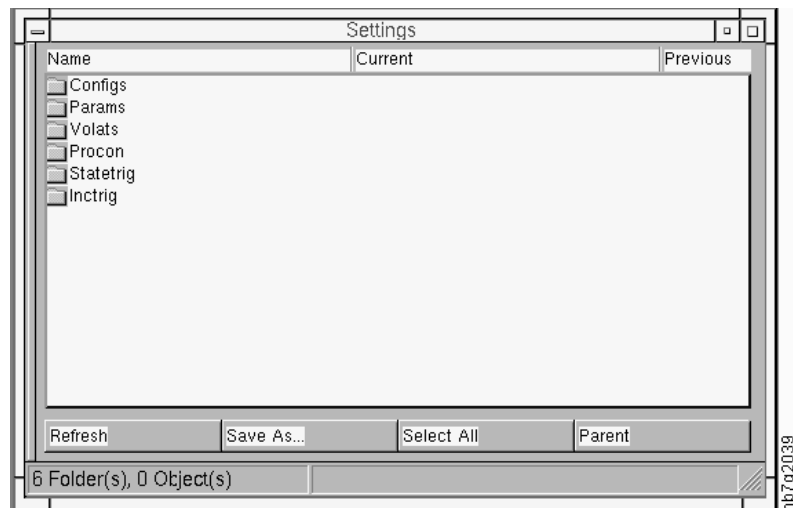 Settings
Name Current Previous
Configs
Params
Volats
Procon
Statetrig
Inctrig
Refresh Save As... Select All Parent
6 Folder(s), 0 Object(s)